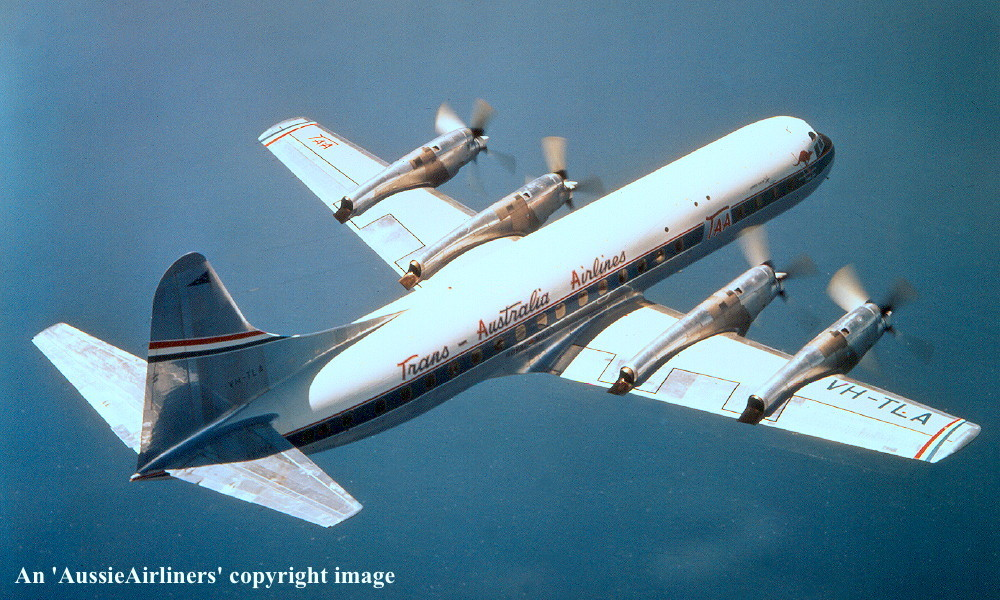 TAA
TAA
Trans - Australia Airlines
VH-TLA
VH-TLA
An 'AussieAirliners' copyright image